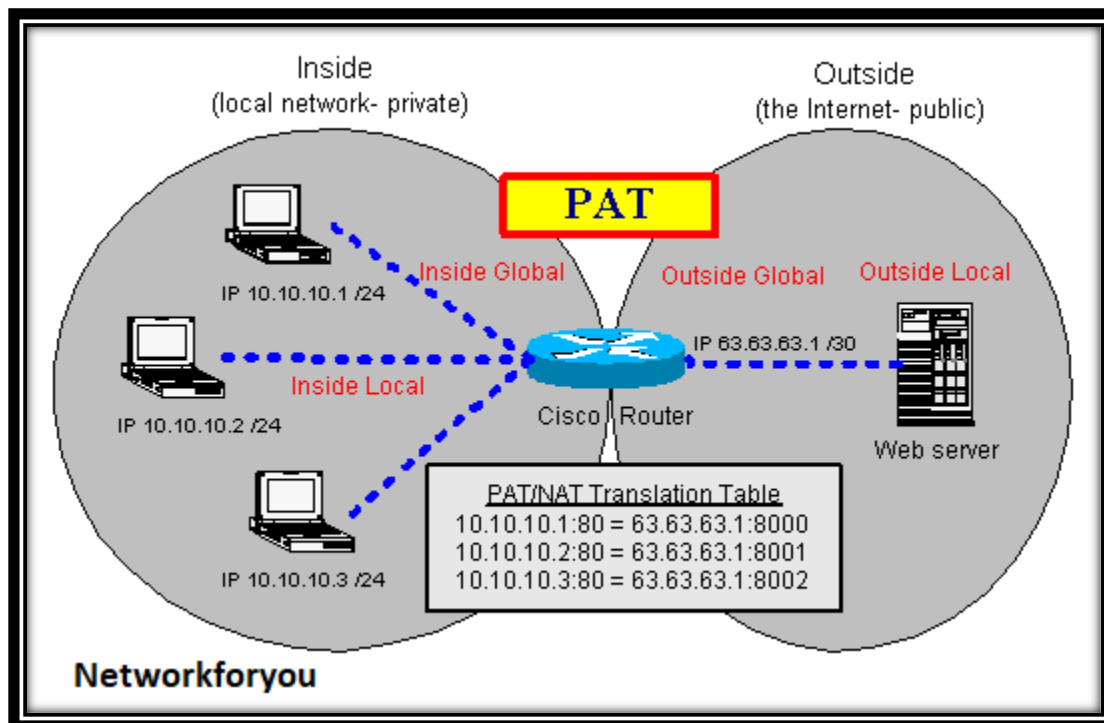 Inside
(local network- private)
Outside
(the Internet- public)
PAT
Inside Global
Outside Global
Outside Local
IP 10.10.10.1 /24
IP 63.63.63.1 /30
Inside Local
IP 10.10.10.2 /24
Cisco Router
Web server
PAT/NAT Translation Table
10.10.10.1:80 = 63.63.63.1:8000
10.10.10.2:80 = 63.63.63.1:8001
10.10.10.3:80 = 63.63.63.1:8002
IP 10.10.10.3 /24
Networkforyou